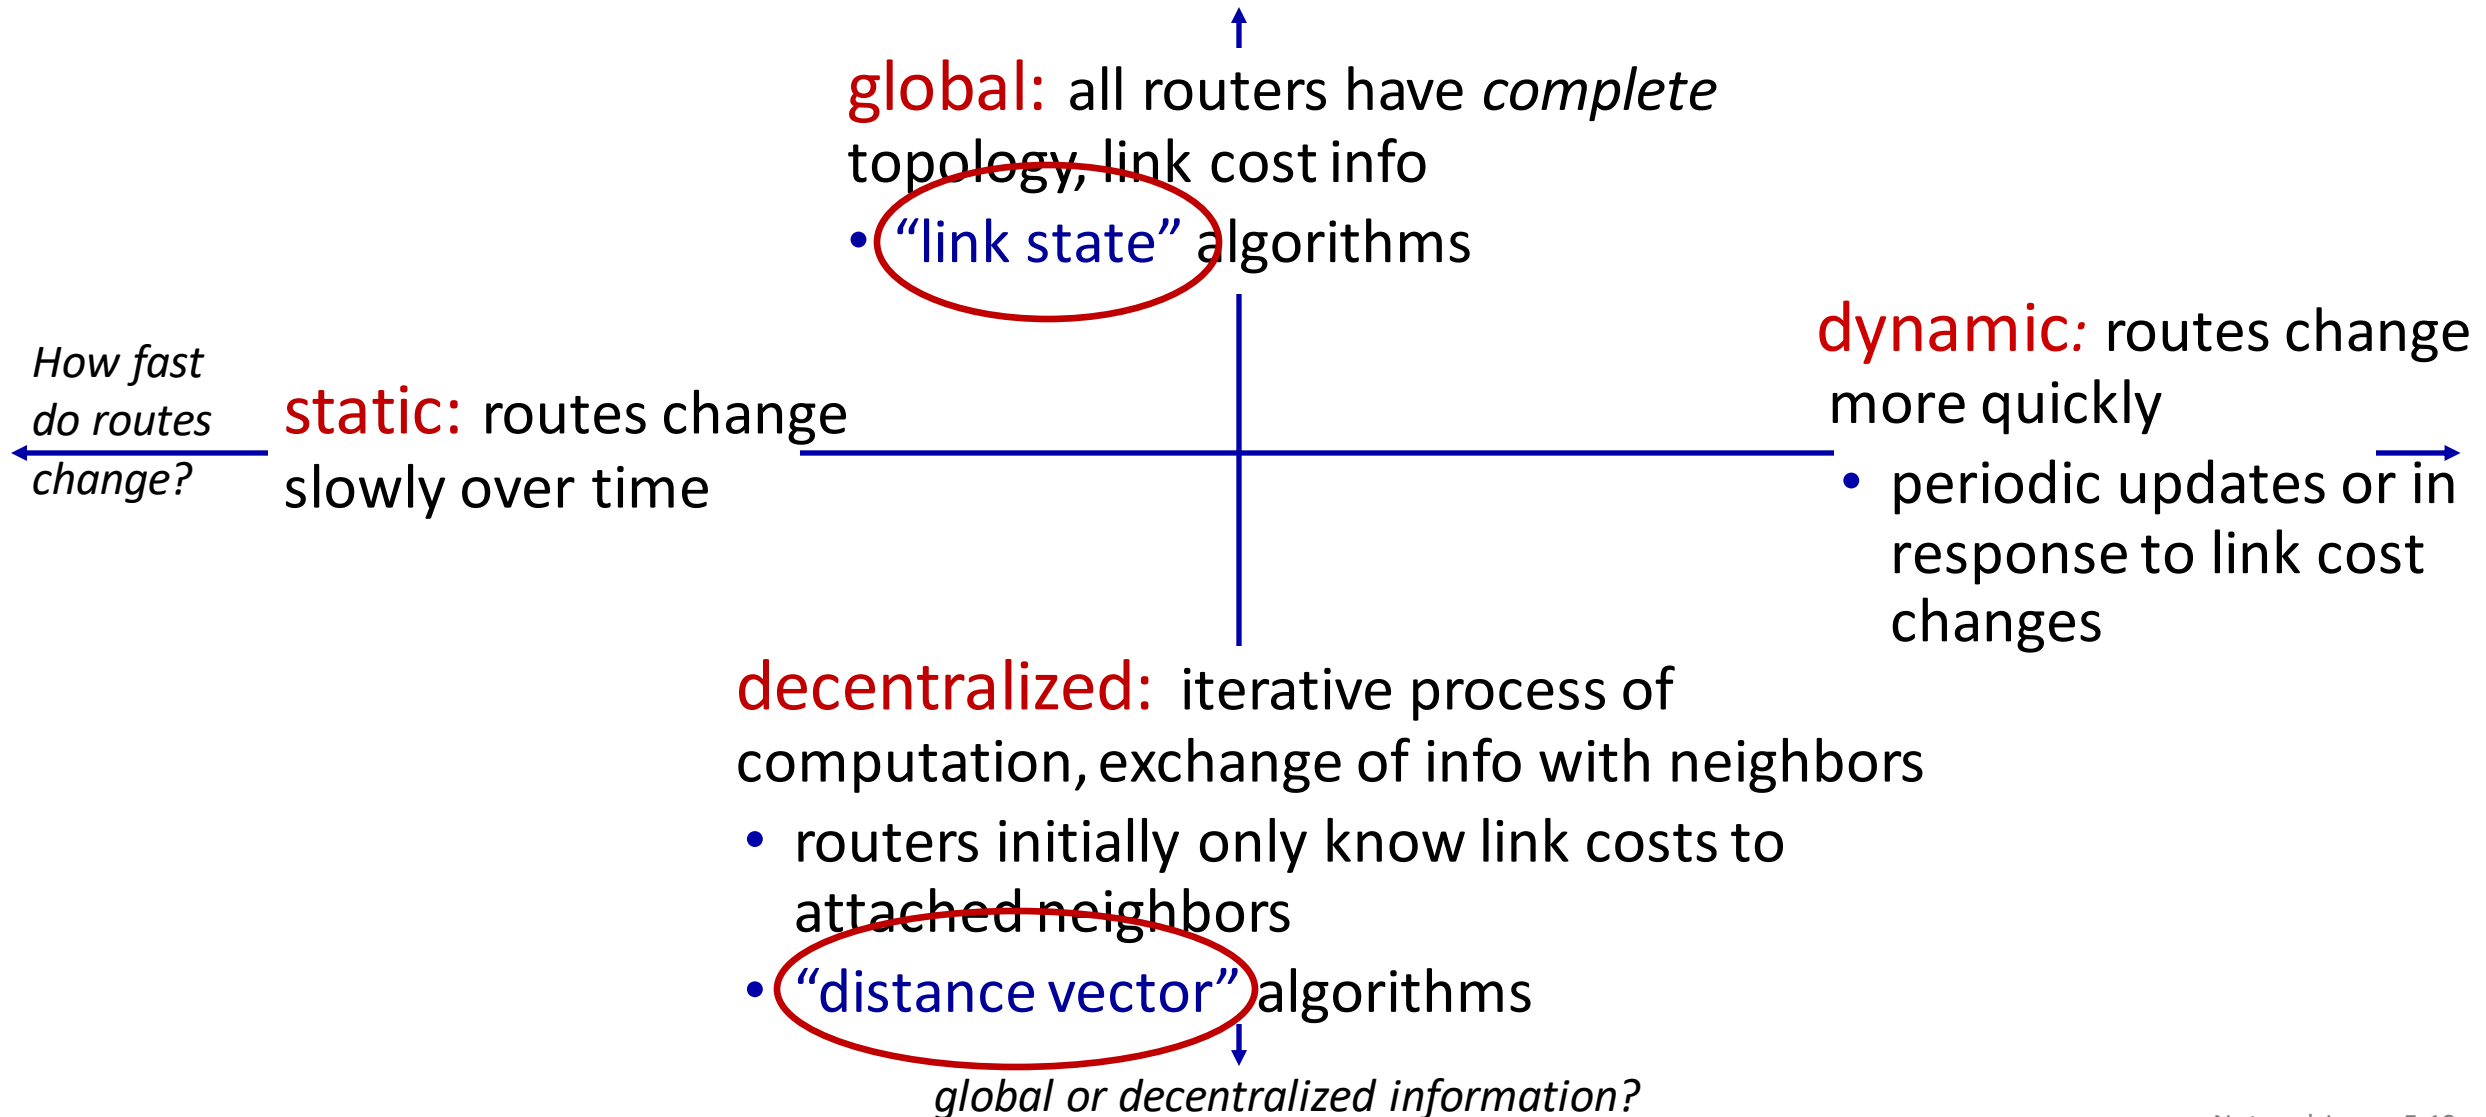 global: all routers have complete
topology, link cost info
• “link state” algorithms
How fast
do routes
change?
static: routes change
slowly over time
dynamic: routes change
more quickly
• periodic updates or in
response to link cost
changes
decentralized: iterative process of
computation, exchange of info with neighbors
• routers initially only know link costs to
attached neighbors
• “distance vector” algorithms
global or decentralized information?